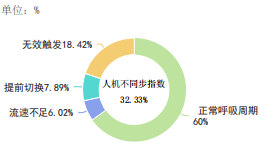 单位：%
无效触发18.42%
提前切换7.89%
人机不同步指数
32.33%
流速不足6.02%
正常呼吸周期
60%